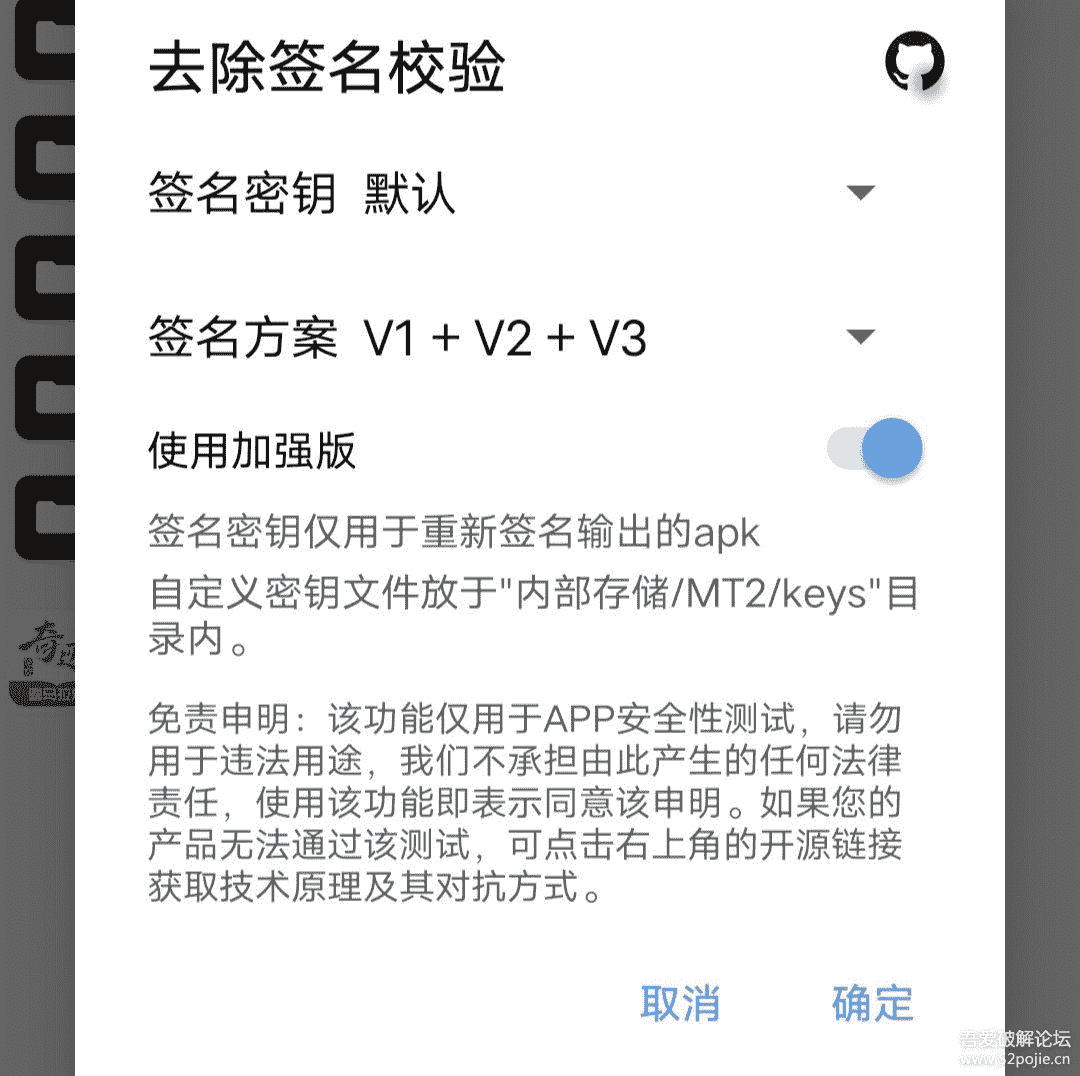 去除签名校验
签名密钥 默认
签名方案 V1 + V2 + V3
使用加强版
签名密钥仅用于重新签名输出的apk
自定义密钥文件放于"内部存储/MT2/keys"目
录内。
免责申明：该功能仅用于APP安全性测试，请勿
用于违法用途，我们不承担由此产生的任何法律
责任，使用该功能即表示同意该申明。如果您的
产品无法通过该测试，可点击右上角的开源链接
获取技术原理及其对抗方式。
取消 确定
吾爱破解论坛
www.52pojie.cn